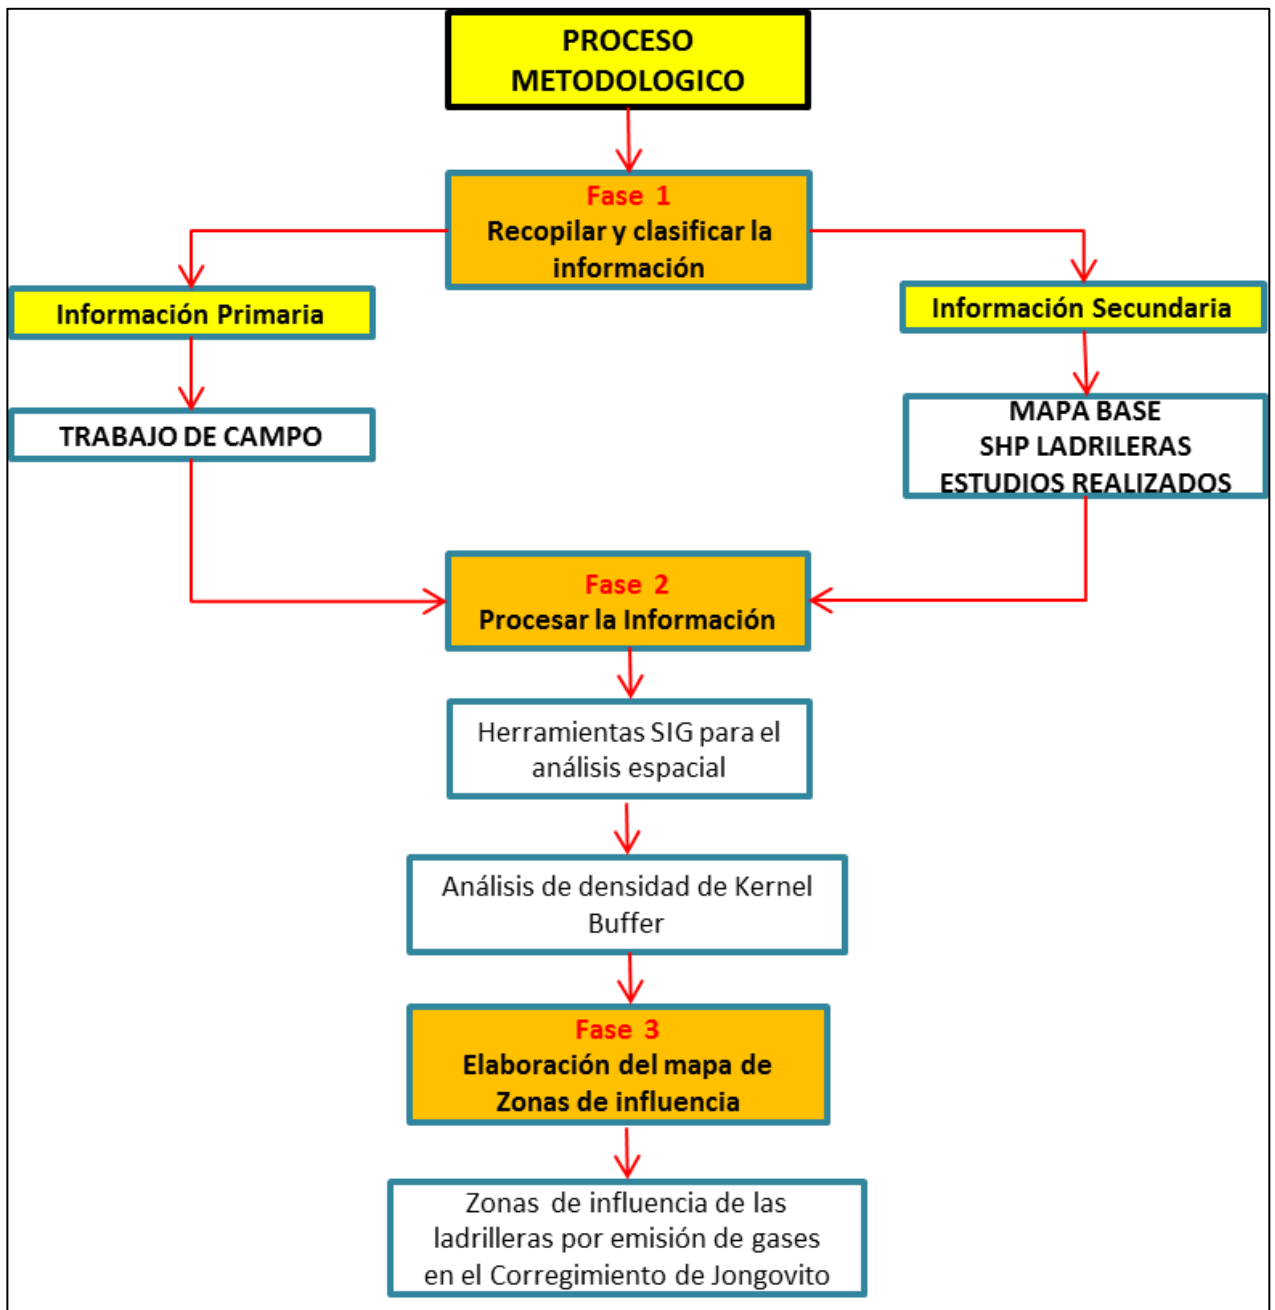 PROCESO
METODOLOGICO
Fase 1
Recopilar y clasificar la
información
Información Primaria
Información Secundaria
TRABAJO DE CAMPO
MAPA BASE
SHP LADRILERAS
ESTUDIOS REALIZADOS
Fase 2
Procesar la Información
Herramientas SIG para el
análisis espacial
Análisis de densidad de Kernel
Buffer
Fase 3
Elaboración del mapa de
Zonas de influencia
Zonas de influencia de las
ladrilleras por emisión de gases
en el Corregimiento de Jongovito